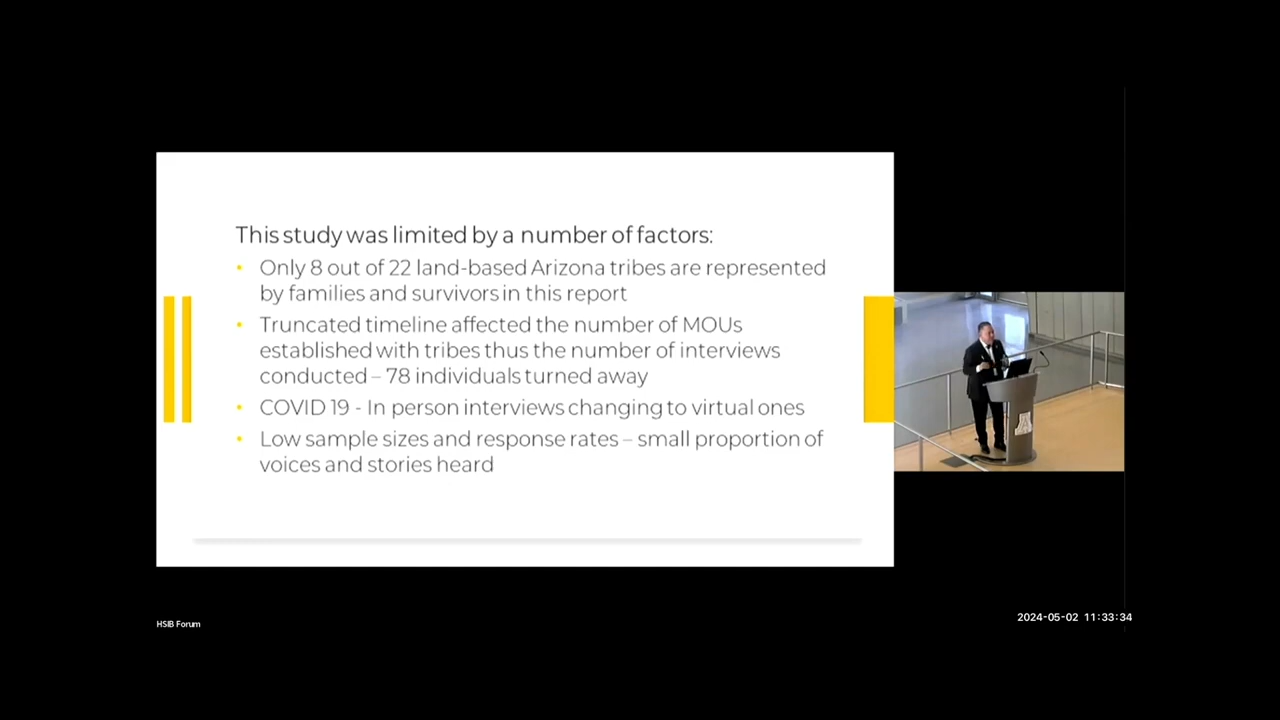 This study was limited by a number of factors:
• Only 8 out of 22 land-based Arizona tribes are represented
by families and survivors in this report
• Truncated timeline affected the number of MOUs
established with tribes thus the number of interviews
conducted – 78 individuals turned away
• COVID 19 - In person interviews changing to virtual ones
• Low sample sizes and response rates – small proportion of
voices and stories heard
A
HSIB Forum
2024-05-02 11:33:34